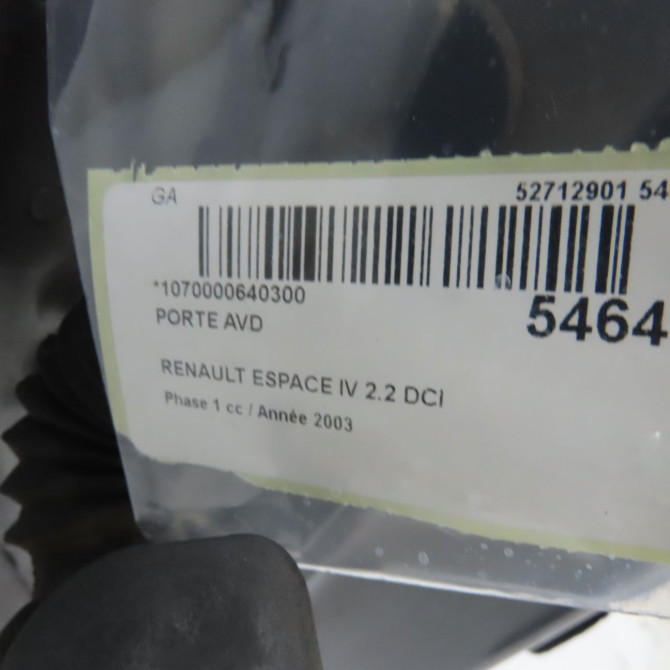 GA 52712901 54
*1070000640300
5464
PORTE AVD
RENAULT ESPACE IV 2.2 DCI
Phase 1 cc / Année 2003